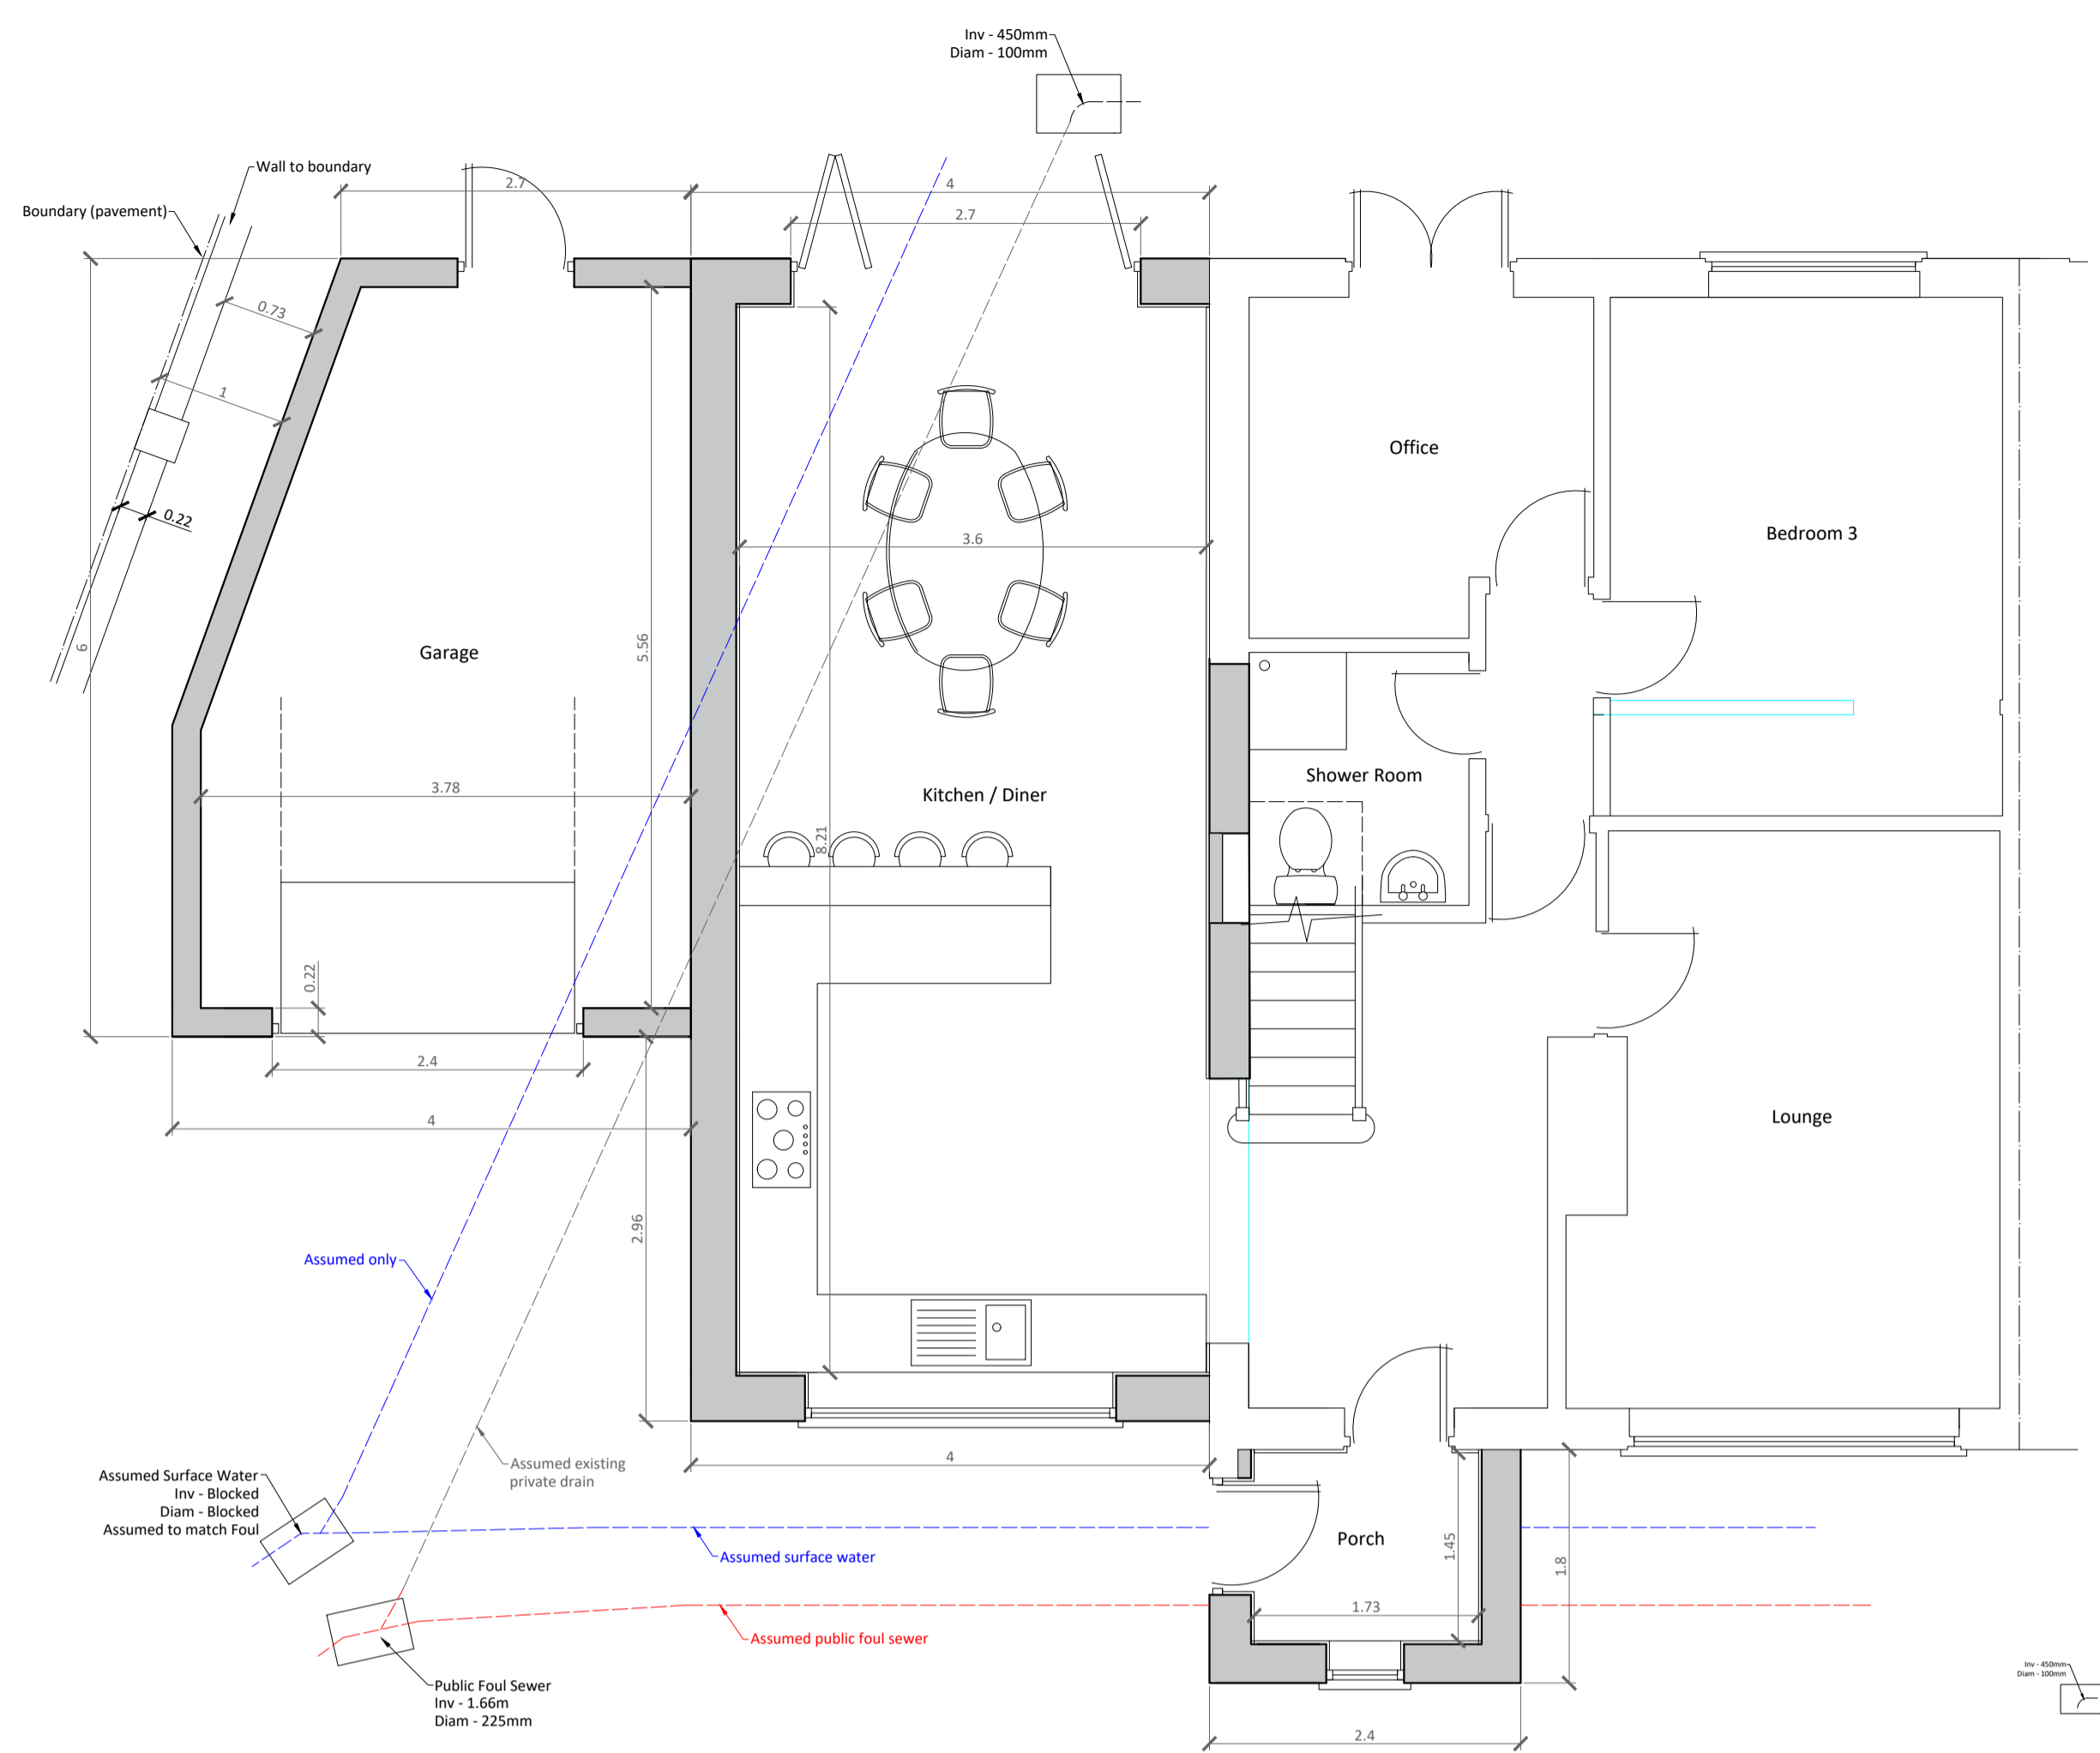 Inv - 450mm
Diam - 100mm
Wall to boundary
Boundary (pavement)
2.7
4
2.7
0.73
1
0.22
6
Garage
5.56
3.78
0.22
2.4
4
2.96
3.6
Kitchen / Diner
8.21
Office
Bedroom 3
Shower Room
Lounge
Assumed only
4
Assumed existing
private drain
Assumed Surface Water
Inv - Blocked
Diam - Blocked
Assumed to match Foul
Assumed surface water
Assumed public foul sewer
Public Foul Sewer
Inv - 1.66m
Diam - 225mm
Porch
1.45
1.8
1.73
2.4
Inv - 450mm
Diam - 100mm